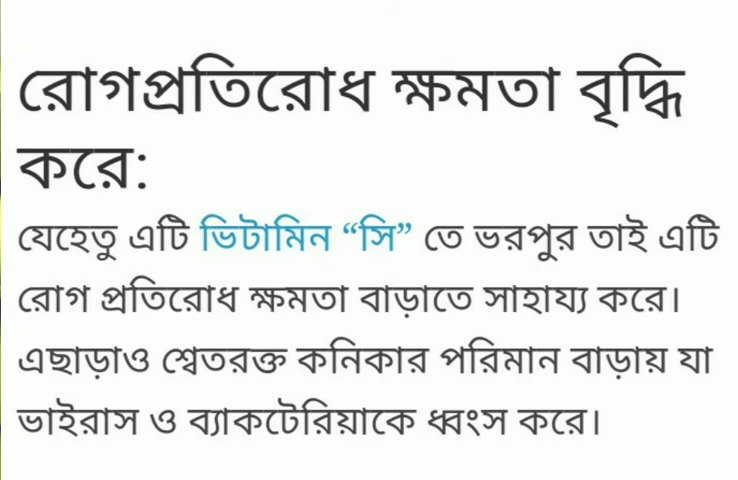 রোগপ্রতিরোধ ক্ষমতা বৃদ্ধি
করে:
যেহেতু এটি ভিটামিন “সি” তে ভরপুর তাই এটি
রোগ প্রতিরোধ ক্ষমতা বাড়াতে সাহায্য করে।
এছাড়াও শ্বেতরক্ত কনিকার পরিমান বাড়ায় যা
ভাইরাস ও ব্যাকটেরিয়াকে ধ্বংস করে।